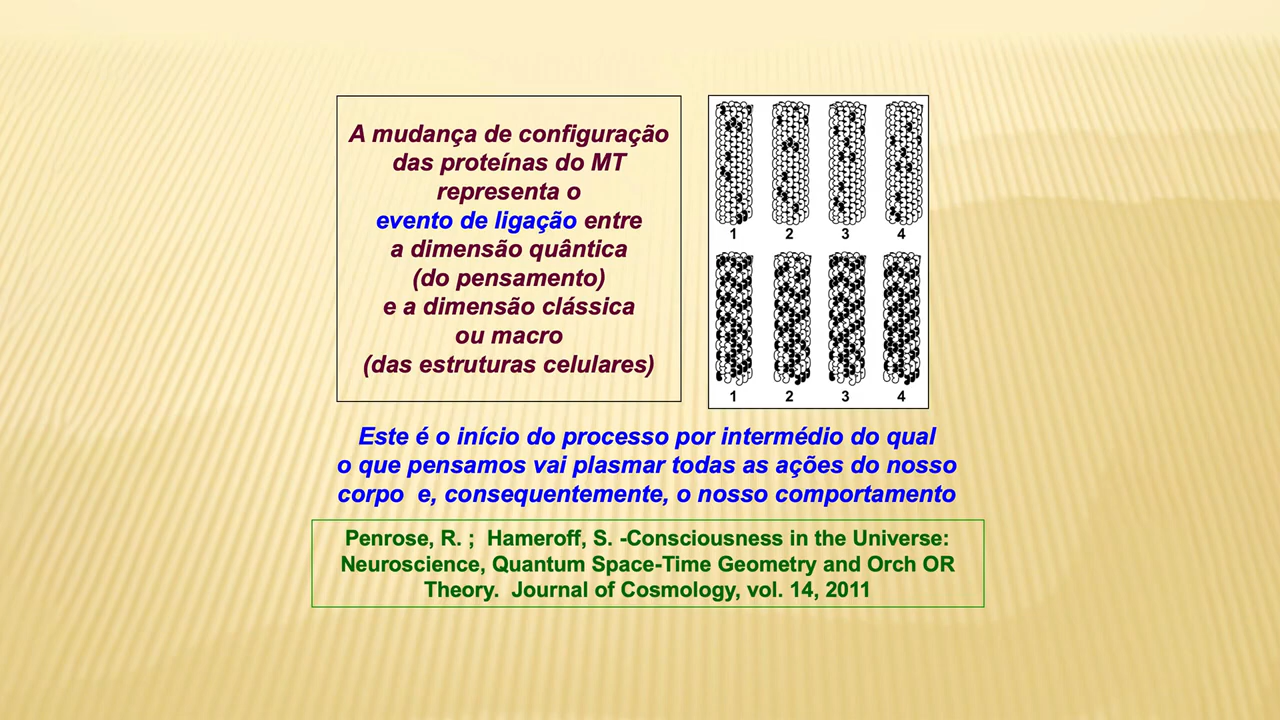 A mudança de configuração
das proteínas do MT
representa o
evento de ligação entre
a dimensão quântica
(do pensamento)
e a dimensão clássica
ou macro
(das estruturas celulares)
1 2 3 4
1 2 3 4
Este é o início do processo por intermédio do qual
o que pensamos vai plasmar todas as ações do nosso
corpo e, consequentemente, o nosso comportamento
Penrose, R. ; Hameroff, S. -Consciousness in the Universe:
Neuroscience, Quantum Space-Time Geometry and Orch OR
Theory. Journal of Cosmology, vol. 14, 2011